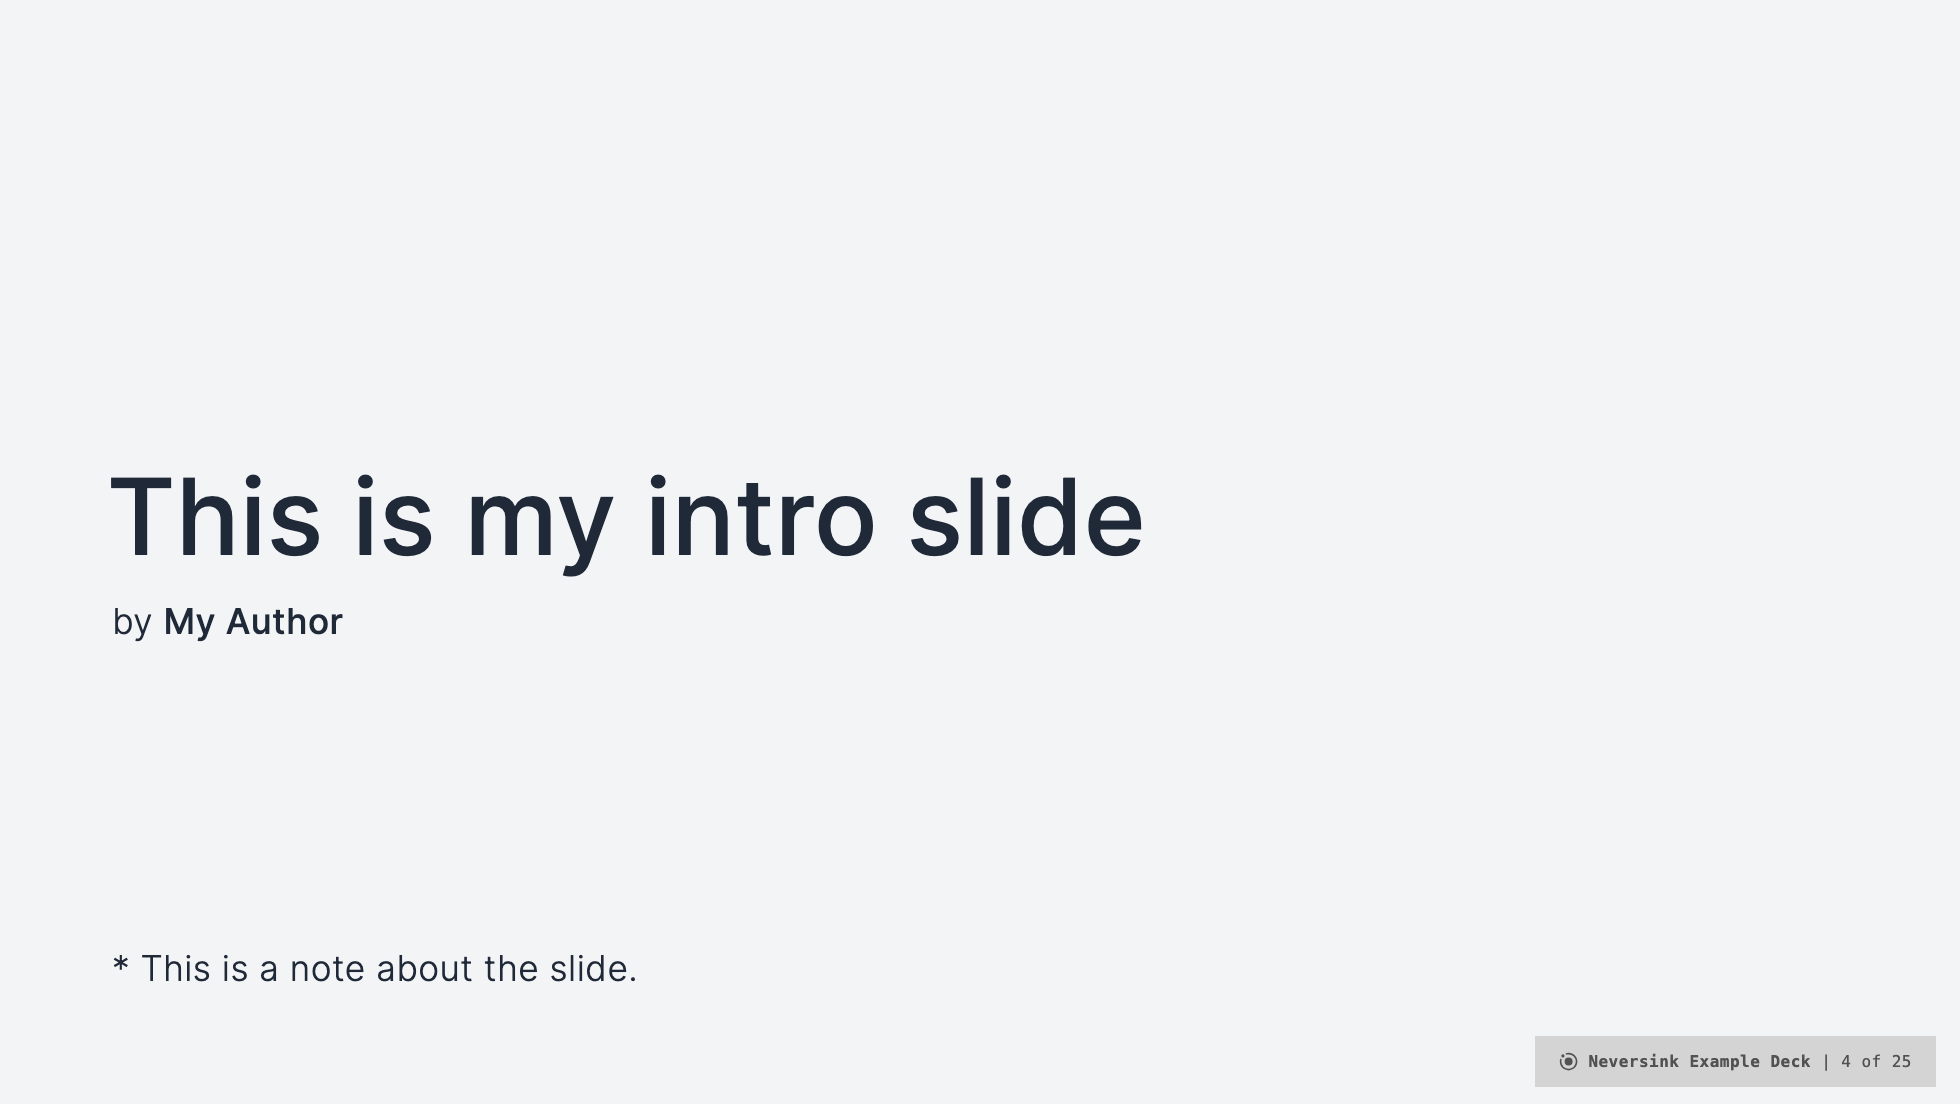 This is my intro slide
by My Author
* This is a note about the slide.
Neversink Example Deck | 4 of 25